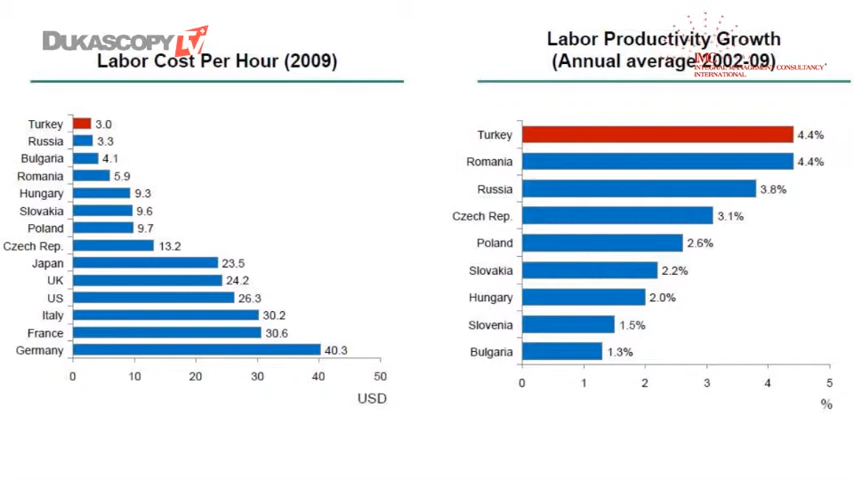 DUKASCOPY TV
Labor Cost Per Hour (2009)
Turkey 3.0
Russia 3.3
Bulgaria 4.1
Romania 5.9
Hungary 9.3
Slovakia 9.6
Poland 9.7
Czech Rep. 13.2
Japan 23.5
UK 24.2
US 26.3
Italy 30.2
France 30.6
Germany 40.3
0 10 20 30 40 50
USD
Labor Productivity Growth
(Annual average 2002-09)
IMC
INTEGRAL MANAGEMENT CONSULTANCY
INTERNATIONAL
Turkey 4.4%
Romania 4.4%
Russia 3.8%
Czech Rep. 3.1%
Poland 2.6%
Slovakia 2.2%
Hungary 2.0%
Slovenia 1.5%
Bulgaria 1.3%
0 1 2 3 4 5
%